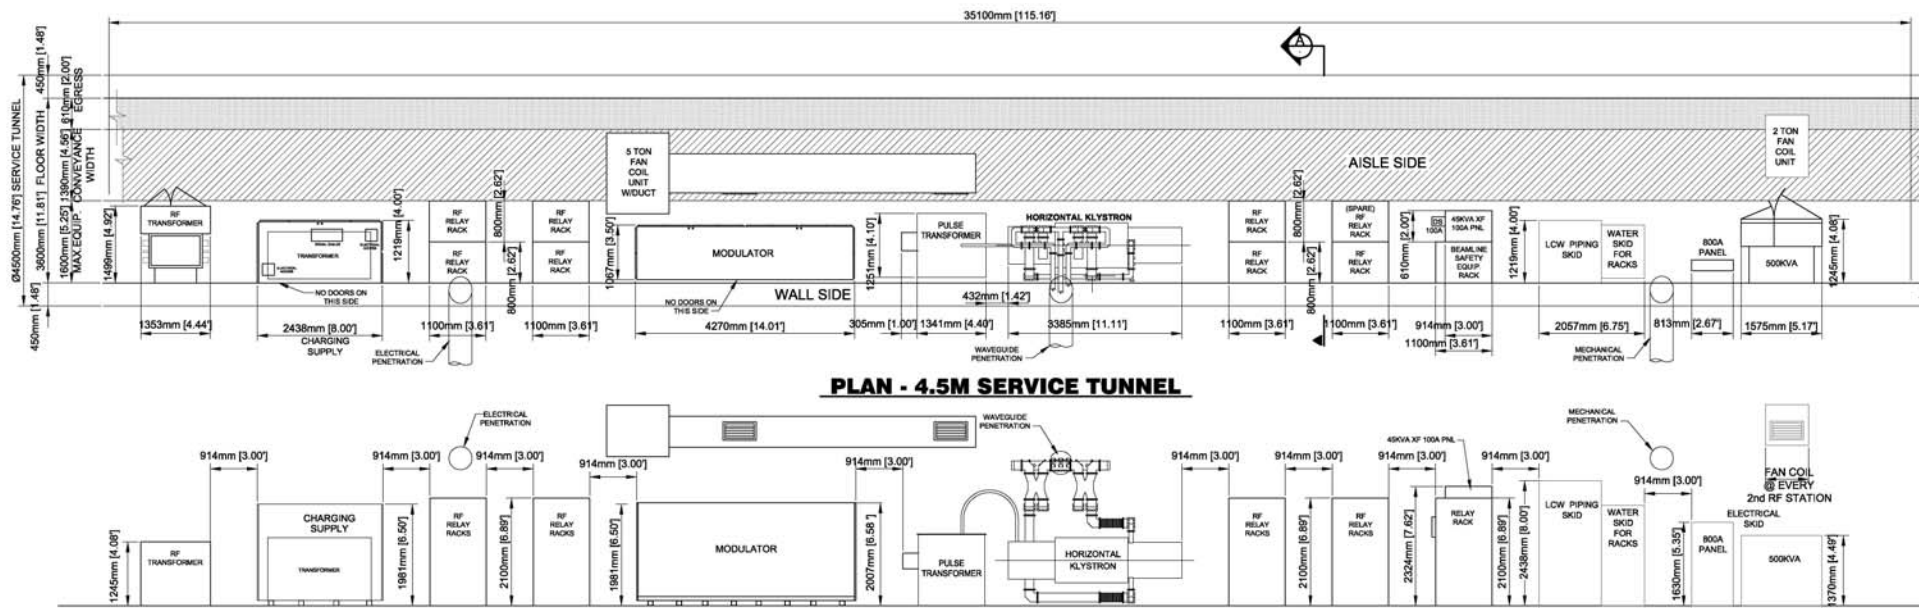 35100mm [115.16']
A
Ø4500mm [14.76'] SERVICE TUNNEL
450mm [1.48']
3600mm [11.81'] FLOOR WIDTH
450mm [1.48']
610mm [2.00']
EGRESS
1390mm [4.56']
CONVEYANCE
WIDTH
1600mm [5.25']
MAX.EQUIP.
1499mm [4.92']
RF
TRANSFORMER
TRANSFORMER
NO DOORS ON
THIS SIDE
1219mm [4.00']
RF
RELAY
RACK
RF
RELAY
RACK
800mm [2.62']
800mm [2.62']
RF
RELAY
RACK
RF
RELAY
RACK
5 TON
FAN
COIL
UNIT
W/DUCT
1067mm [3.50']
MODULATOR
NO DOORS ON
THIS SIDE
WALL SIDE
1251mm [4.10']
PULSE
TRANSFORMER
HORIZONTAL KLYSTRON
432mm [1.42']
AISLE SIDE
RF
RELAY
RACK
RF
RELAY
RACK
800mm [2.62']
800mm [2.62']
(SPARE)
RF
RELAY
RACK
RF
RELAY
RACK
610mm [2.00']
DS
100A
45KVA XF
100A PNL
BEAMLINE
SAFETY
EQUIP.
RACK
1219mm [4.00']
LCW PIPING
SKID
WATER
SKID
FOR
RACKS
800A
PANEL
2 TON
FAN
COIL
UNIT
500KVA
1245mm [4.08']
1353mm [4.44']
2438mm [8.00']
CHARGING
SUPPLY
1100mm [3.61']
ELECTRICAL
PENETRATION
1100mm [3.61']
4270mm [14.01']
305mm [1.00']
1341mm [4.40']
3385mm [11.11']
WAVEGUIDE
PENETRATION
1100mm [3.61']
1100mm [3.61']
914mm [3.00']
1100mm [3.61']
2057mm [6.75']
MECHANICAL
PENETRATION
813mm [2.67']
1575mm [5.17']
PLAN - 4.5M SERVICE TUNNEL
ELECTRICAL
PENETRATION
WAVEGUIDE
PENETRATION
MECHANICAL
PENETRATION
45KVA XF 100A PNL
914mm [3.00']
914mm [3.00']
914mm [3.00']
914mm [3.00']
914mm [3.00']
914mm [3.00']
914mm [3.00']
914mm [3.00']
914mm [3.00']
914mm [3.00']
FAN COIL
@ EVERY
2nd RF STATION
1245mm [4.08']
RF
TRANSFORMER
CHARGING
SUPPLY
TRANSFORMER
1981mm [6.50']
RF
RELAY
RACKS
2100mm [6.89']
RF
RELAY
RACKS
1981mm [6.50']
MODULATOR
2007mm [6.58 ']
PULSE
TRANSFORMER
HORIZONTAL
KLYSTRON
RF
RELAY
RACKS
2100mm [6.89']
RF
RELAY
RACKS
2324mm [7.62']
RELAY
RACK
2100mm [6.89']
2438mm [8.00']
LCW PIPING
SKID
WATER
SKID
FOR
RACKS
1630mm [5.35']
ELECTRICAL
SKID
800A
PANEL
500KVA
1370mm [4.49']